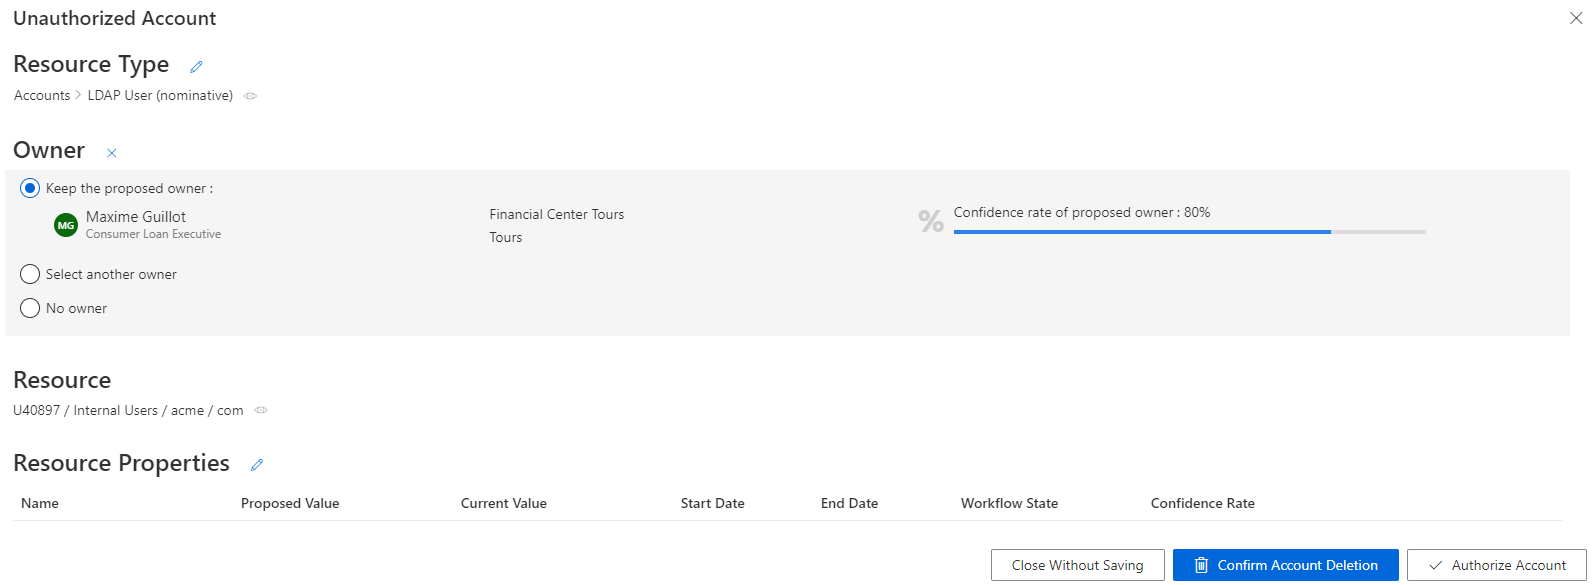 Unauthorized Account
Resource Type
Accounts > LDAP User (nominative)
Owner
Keep the proposed owner :
MG
Maxime Guillot
Consumer Loan Executive
Financial Center Tours
Tours
% Confidence rate of proposed owner : 80%
Select another owner
No owner
Resource
U40897 / Internal Users / acme / com
Resource Properties
Name Proposed Value Current Value Start Date End Date Workflow State Confidence Rate
Close Without Saving Confirm Account Deletion Authorize Account